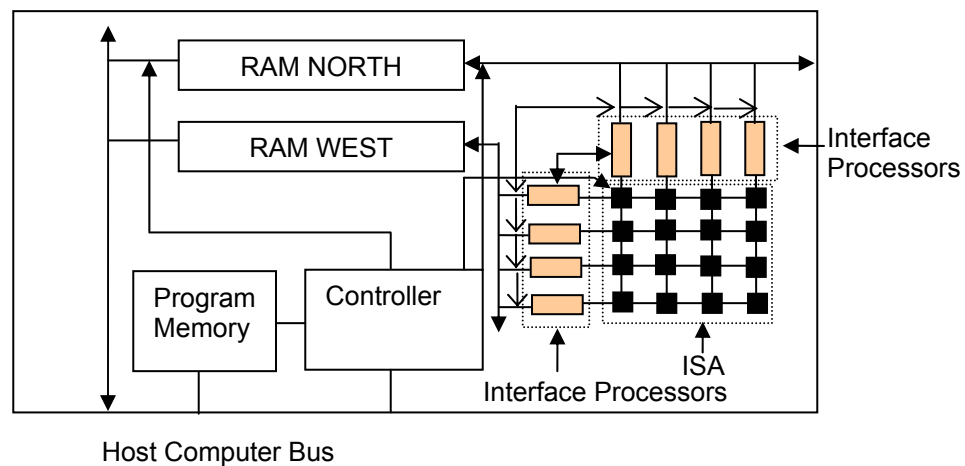 RAM NORTH
RAM WEST
Interface
Processors
Program
Memory
Controller
ISA
Interface Processors
Host Computer Bus